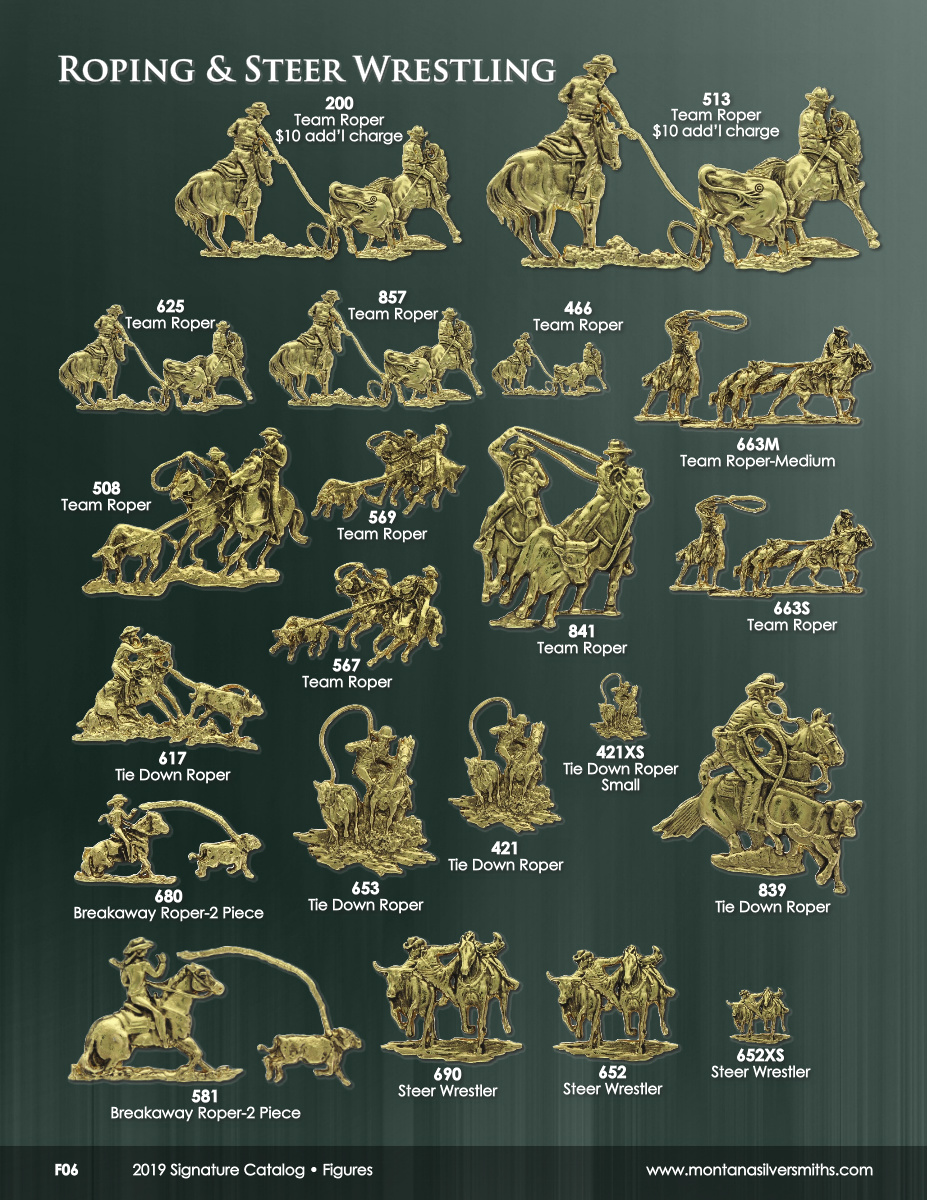 ROPING & STEER WRESTLING
200
Team Roper
$10 add'l charge
513
Team Roper
$10 add'l charge
625
Team Roper
857
Team Roper
466
Team Roper
663M
Team Roper-Medium
508
Team Roper
569
Team Roper
841
Team Roper
663S
Team Roper
567
Team Roper
617
Tie Down Roper
421XS
Tie Down Roper
Small
421
Tie Down Roper
653
Tie Down Roper
839
Tie Down Roper
680
Breakaway Roper-2 Piece
581
Breakaway Roper-2 Piece
690
Steer Wrestler
652
Steer Wrestler
652XS
Steer Wrestler
F06
2019 Signature Catalog • Figures
www.montanasilversmiths.com